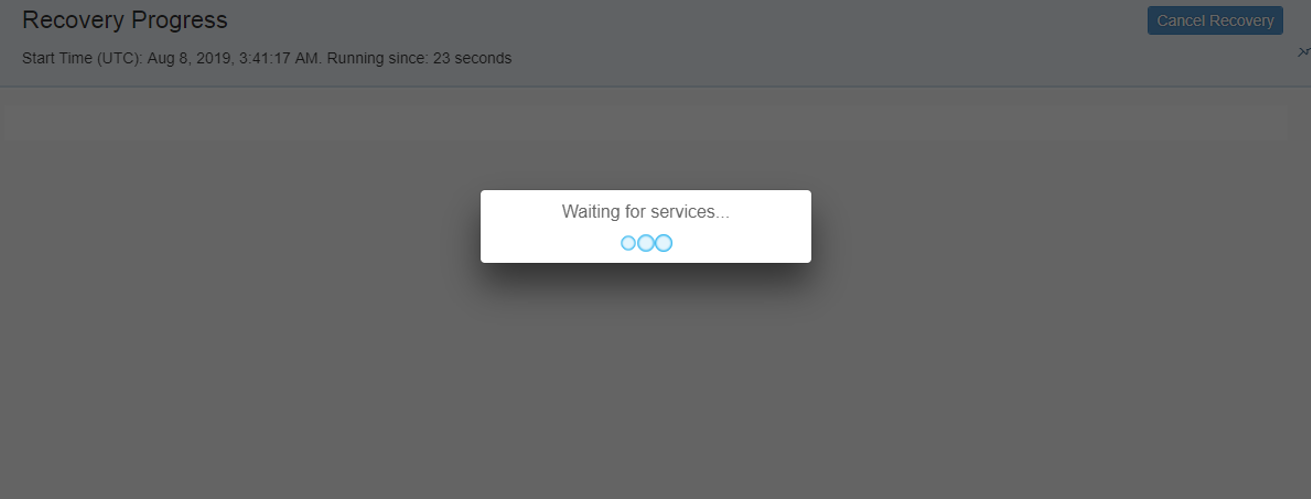 Recovery Progress
Cancel Recovery
Start Time (UTC): Aug 8, 2019, 3:41:17 AM. Running since: 23 seconds
Waiting for services...